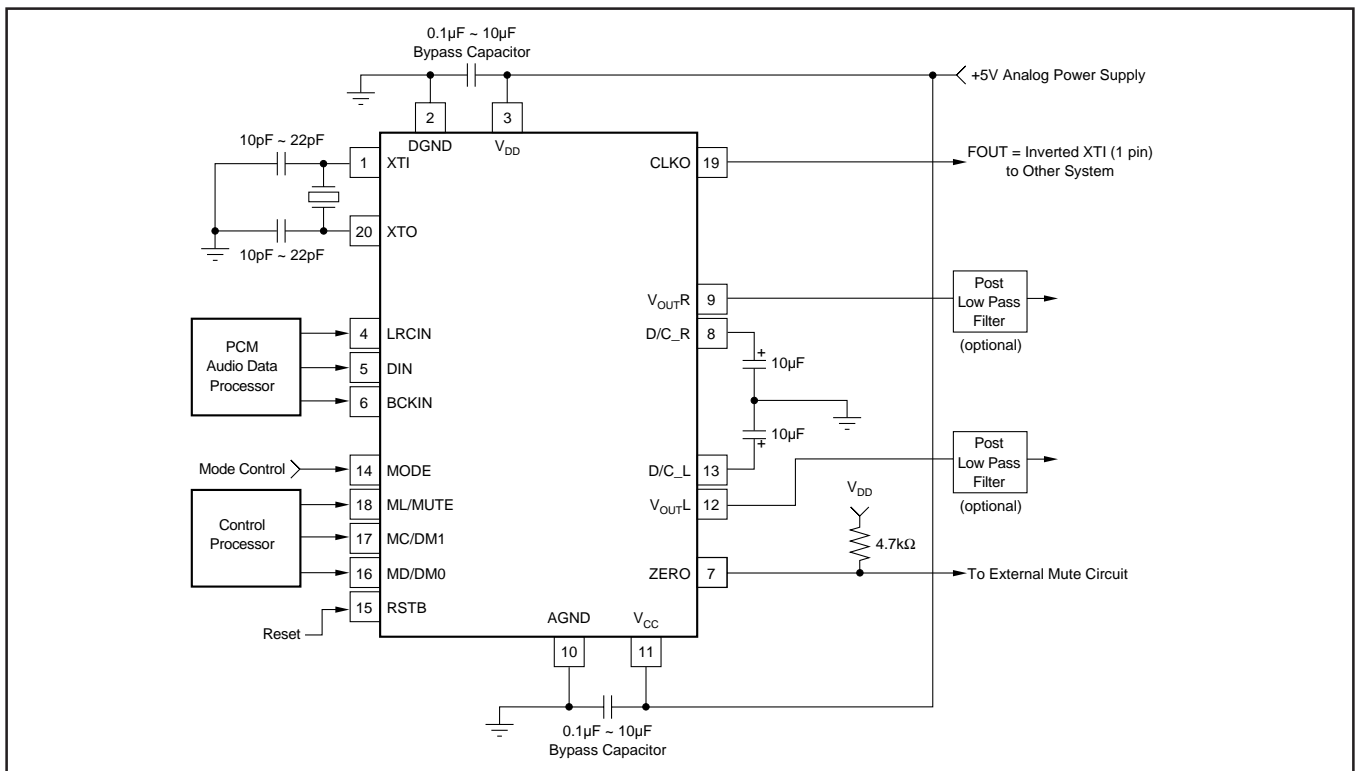 0.1µF ~ 10µF
Bypass Capacitor
+5V Analog Power Supply
2
3
DGND
VDD
10pF ~ 22pF
1
XTI
CLKO
19
FOUT = Inverted XTI (1 pin)
to Other System
20
XTO
10pF ~ 22pF
VOUTR
9
Post
Low Pass
Filter
(optional)
PCM
Audio Data
Processor
4
LRCIN
5
DIN
6
BCKIN
D/C_R
8
+
10µF
10µF
+
Mode Control
14
MODE
D/C_L
13
Post
Low Pass
Filter
(optional)
Control
Processor
18
ML/MUTE
17
MC/DM1
16
MD/DM0
VOUTL
12
VDD
4.7kΩ
ZERO
7
To External Mute Circuit
15
RSTB
Reset
AGND
VCC
10
11
0.1µF ~ 10µF
Bypass Capacitor